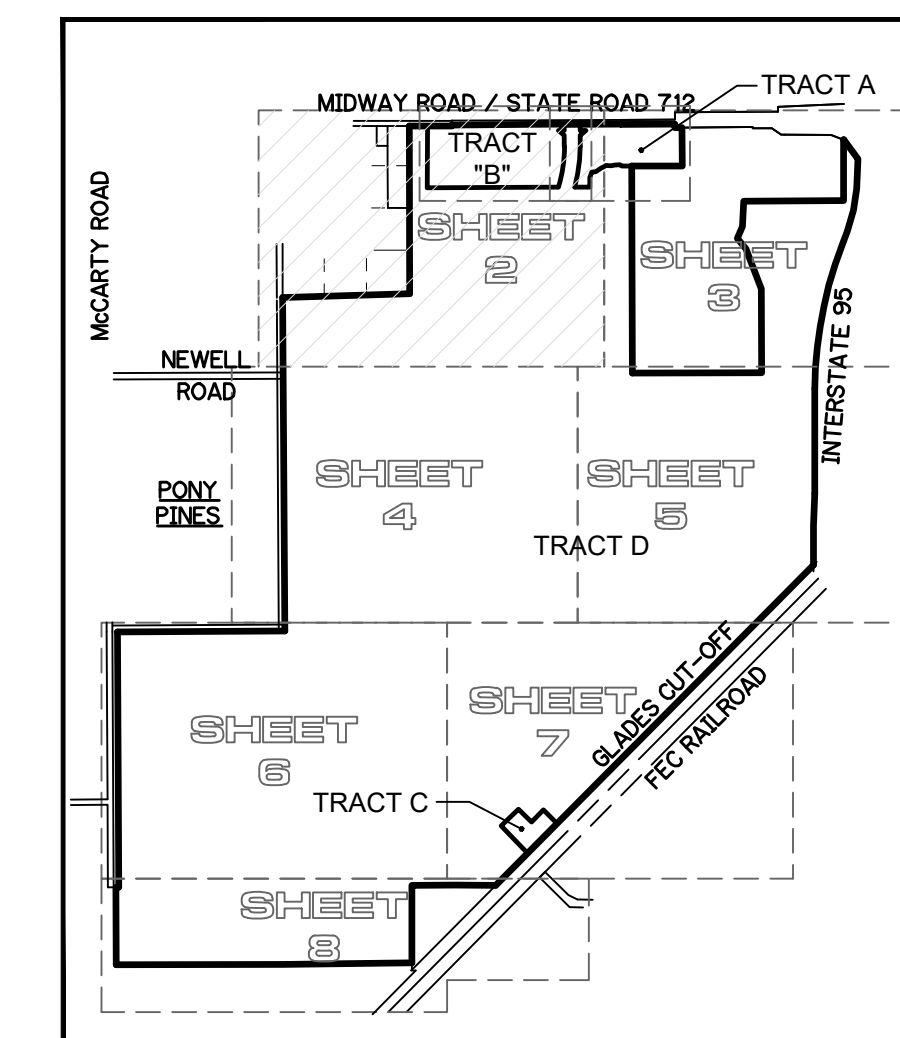 TRACT A
MIDWAY ROAD / STATE ROAD 712
TRACT
"B"
McCARTY ROAD
SHEET
2
SHEET
3
INTERSTATE 95
NEWELL
ROAD
SHEET
4
SHEET
5
PONY
PINES
TRACT D
GLADES CUT-OFF
FEC RAILROAD
SHEET
6
SHEET
7
TRACT C
SHEET
8